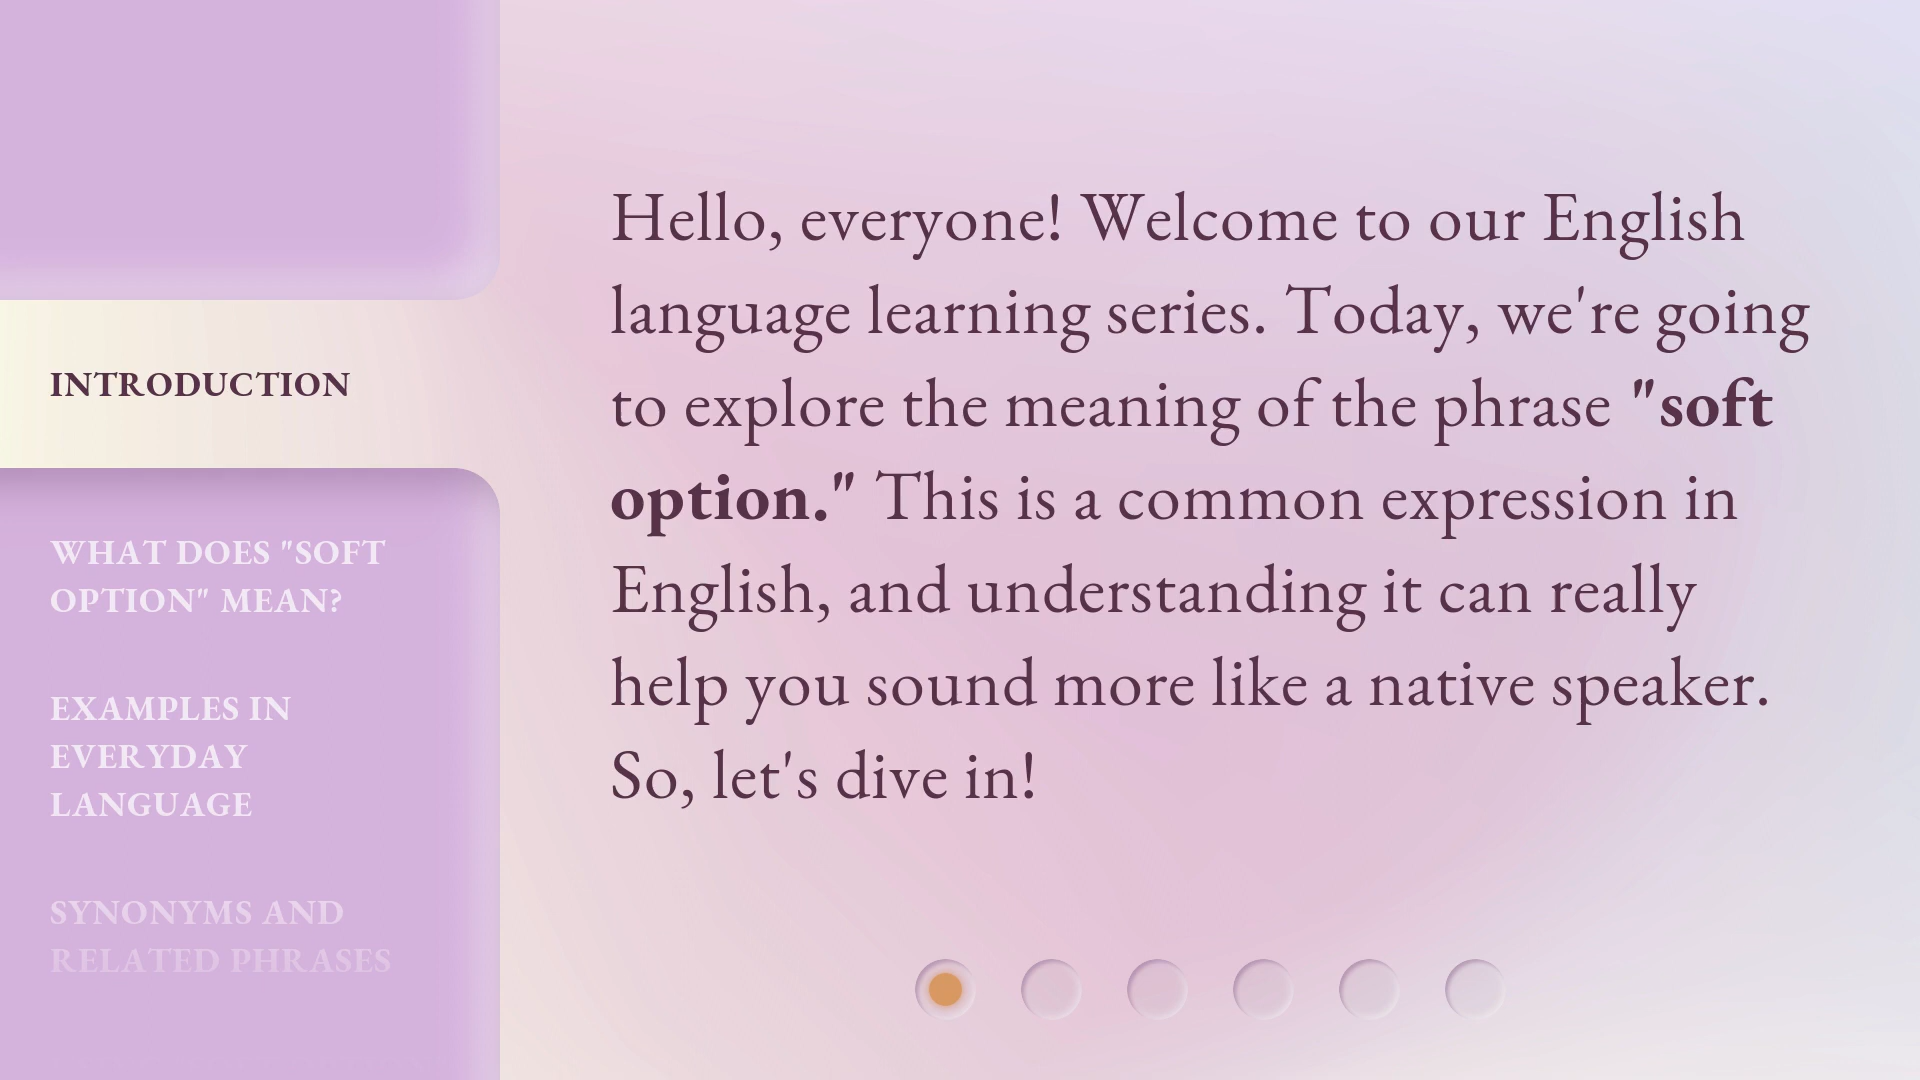 INTRODUCTION
WHAT DOES "SOFT
OPTION" MEAN?
EXAMPLES IN
EVERYDAY
LANGUAGE
SYNONYMS AND
RELATED PHRASES
Hello, everyone! Welcome to our English
language learning series. Today, we're going
to explore the meaning of the phrase "soft
option." This is a common expression in
English, and understanding it can really
help you sound more like a native speaker.
So, let's dive in!